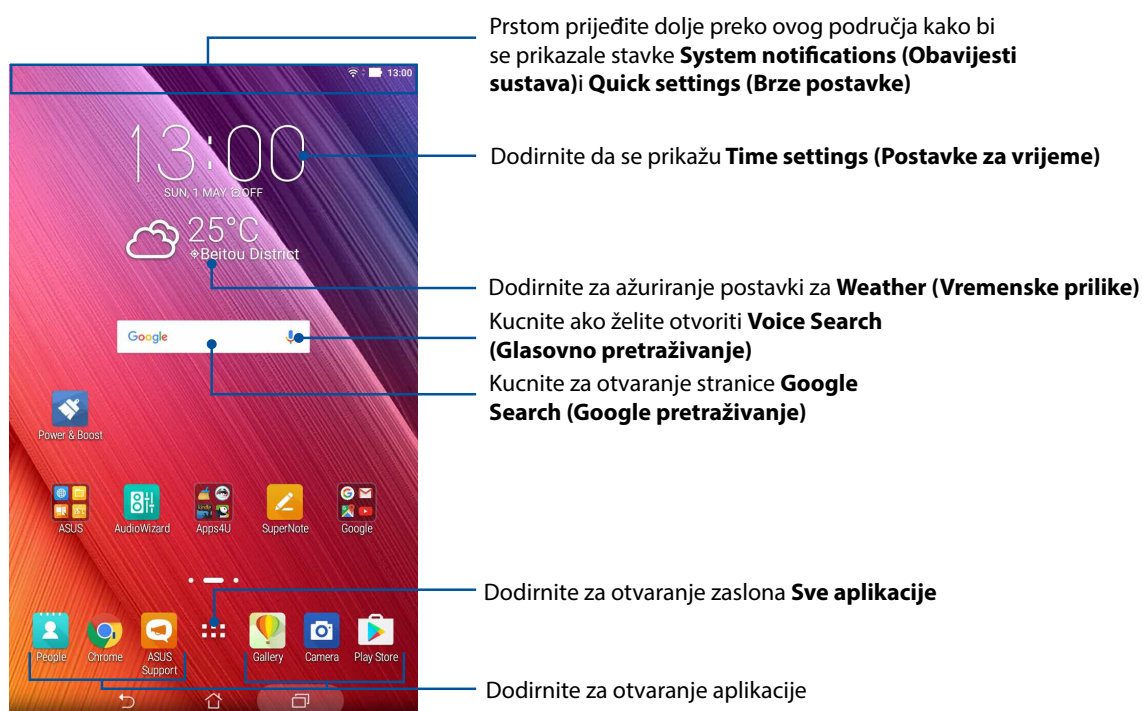 Prstom prijeđite dolje preko ovog područja kako bi
se prikazale stavke System notifications (Obavijesti
sustava)i Quick settings (Brze postavke)
13:00
13:00
Dodirnite da se prikažu Time settings (Postavke za vrijeme)
SUN, 1 MAY OFF
25°C
Beitou District
Dodirnite za ažuriranje postavki za Weather (Vremenske prilike)
Kucnite ako želite otvoriti Voice Search
(Glasovno pretraživanje)
Google
Kucnite za otvaranje stranice Google
Search (Google pretraživanje)
Power & Boost
ASUS
AudioWizard
Apps4U
SuperNote
Google
Dodirnite za otvaranje zaslona Sve aplikacije
People
Chrome
ASUS
Support
Gallery
Camera
Play Store
Dodirnite za otvaranje aplikacije